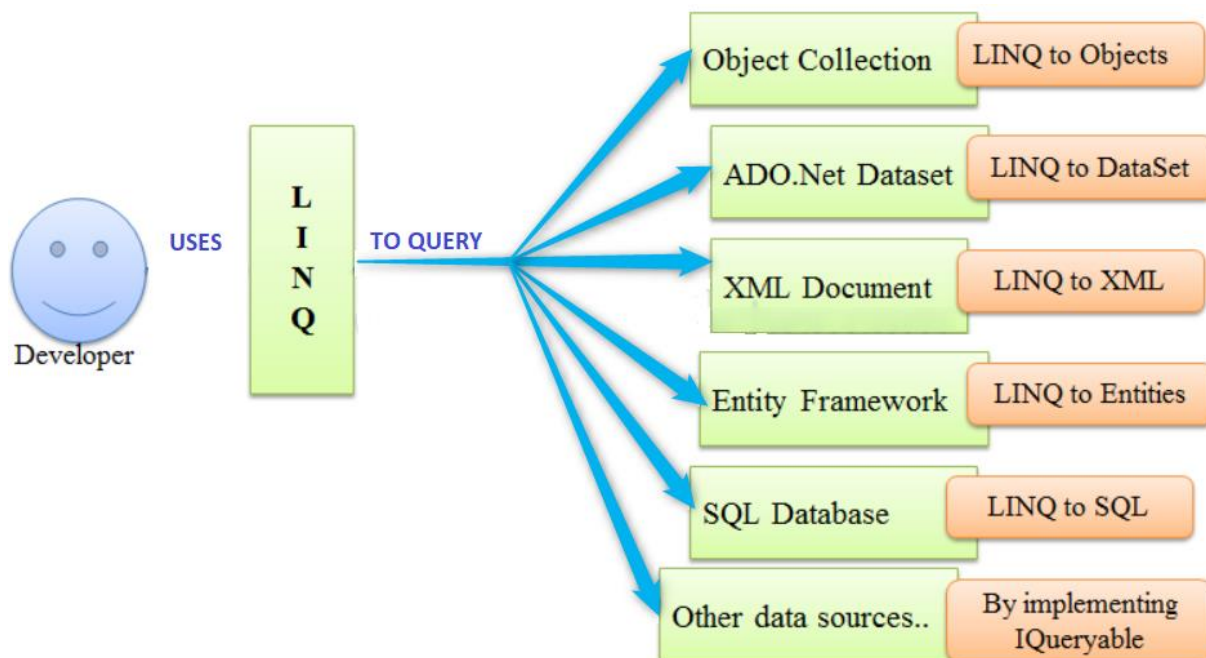 Developer
USES
L
I
N
Q
TO QUERY
Object Collection
LINQ to Objects
ADO.Net Dataset
LINQ to DataSet
XML Document
LINQ to XML
Entity Framework
LINQ to Entities
SQL Database
LINQ to SQL
Other data sources..
By implementing
IQueryable